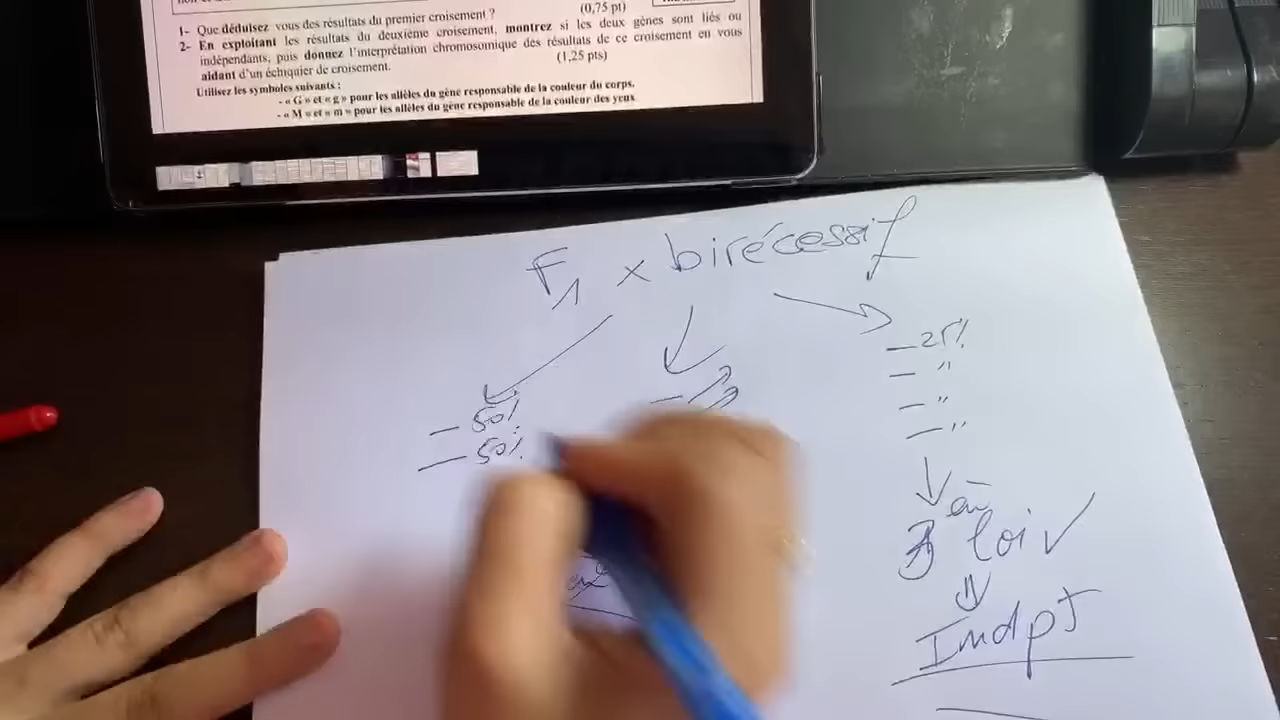 1- Que déduisez vous des résultats du premier croisement ? (0,75 pt)
2- En exploitant les résultats du deuxième croisement, montrez si les deux gènes sont liés ou
indépendants, puis donnez l'interprétation chromosomique des résultats de ce croisement en vous
aidant d'un échiquier de croisement. (1,25 pts)
Utilisez les symboles suivants :
- « G » et « g » pour les allèles du gène responsable de la couleur du corps.
- « M » et « m » pour les allèles du gène responsable de la couleur des yeux
F1 x birécessif
– 50%
– 50%
– 25%
– "
– "
– "
3 loi ✓
Indpt